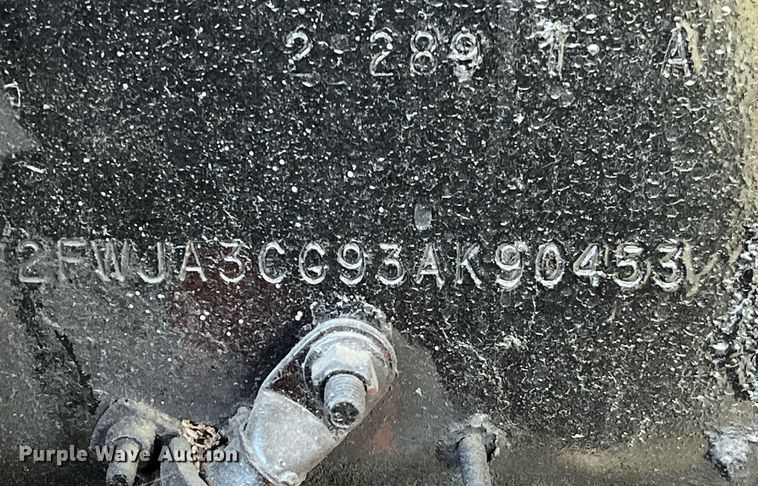 2 289 1 A
2FWJA3CG93AK90453
Purple Wave Auction